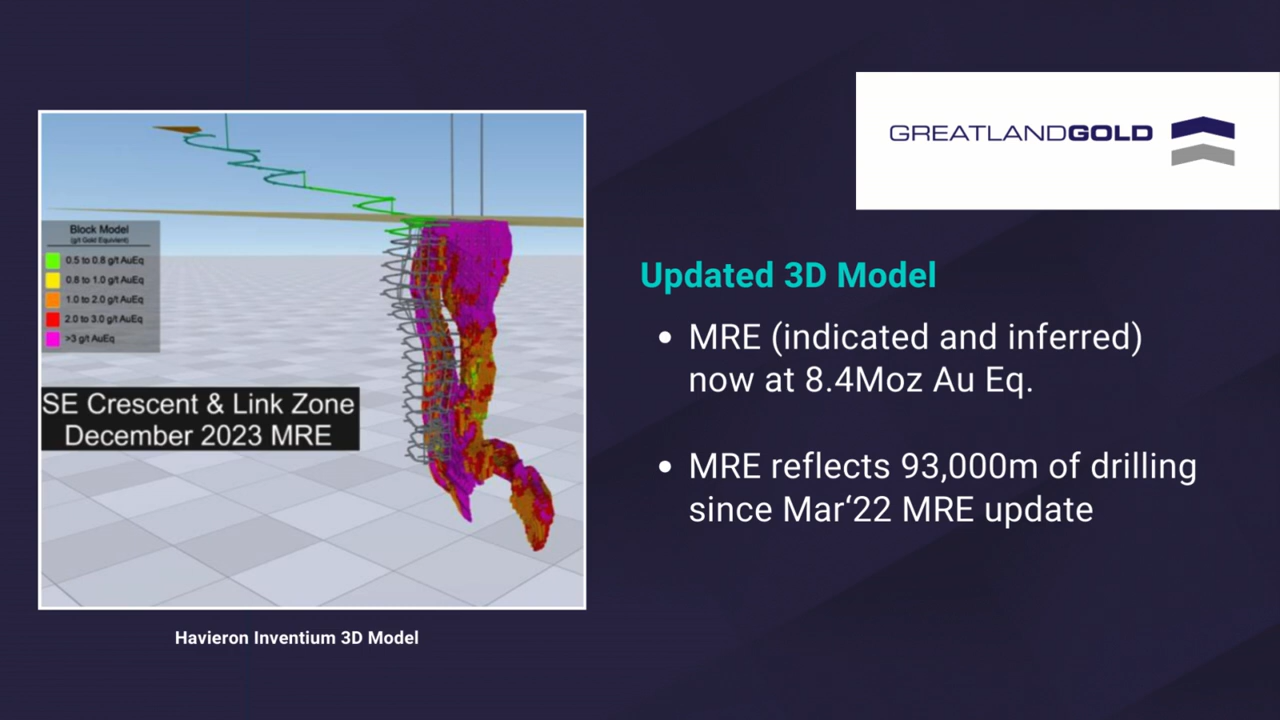 GREATLANDGOLD
Block Model
(g/t Gold Equivlent)
0.5 to 0.8 g/t AuEq
0.8 to 1.0 g/t AuEq
1.0 to 2.0 g/t AuEq
2.0 to 3.0 g/t AuEq
>3 g/t AuEq
SE Crescent & Link Zone
December 2023 MRE
Havieron Inventium 3D Model
Updated 3D Model
• MRE (indicated and inferred)
now at 8.4Moz Au Eq.
• MRE reflects 93,000m of drilling
since Mar‘22 MRE update